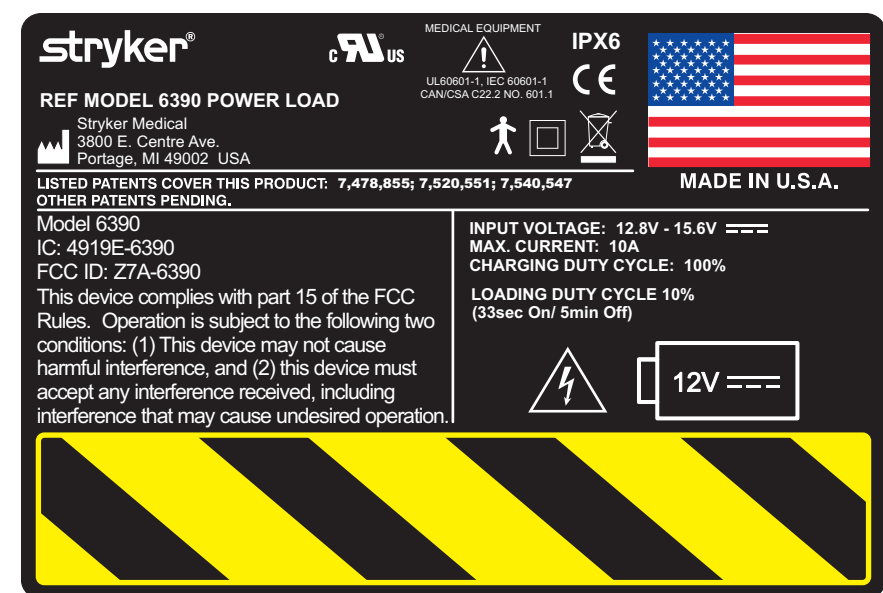 stryker®
c RU® US
MEDICAL EQUIPMENT
UL60601-1, IEC 60601-1
CAN/CSA C22.2 NO. 601.1
IPX6
CE
REF MODEL 6390 POWER LOAD
Stryker Medical
3800 E. Centre Ave.
Portage, MI 49002  USA
MADE IN U.S.A.
LISTED PATENTS COVER THIS PRODUCT:  7,478,855; 7,520,551; 7,540,547
OTHER PATENTS PENDING.
Model 6390
IC: 4919E-6390
FCC ID: Z7A-6390
This device complies with part 15 of the FCC
Rules.  Operation is subject to the following two
conditions: (1) This device may not cause
harmful interference, and (2) this device must
accept any interference received, including
interference that may cause undesired operation.
INPUT VOLTAGE:  12.8V - 15.6V
MAX. CURRENT:  10A
CHARGING DUTY CYCLE:  100%
LOADING DUTY CYCLE 10%
(33sec On/ 5min Off)
12V